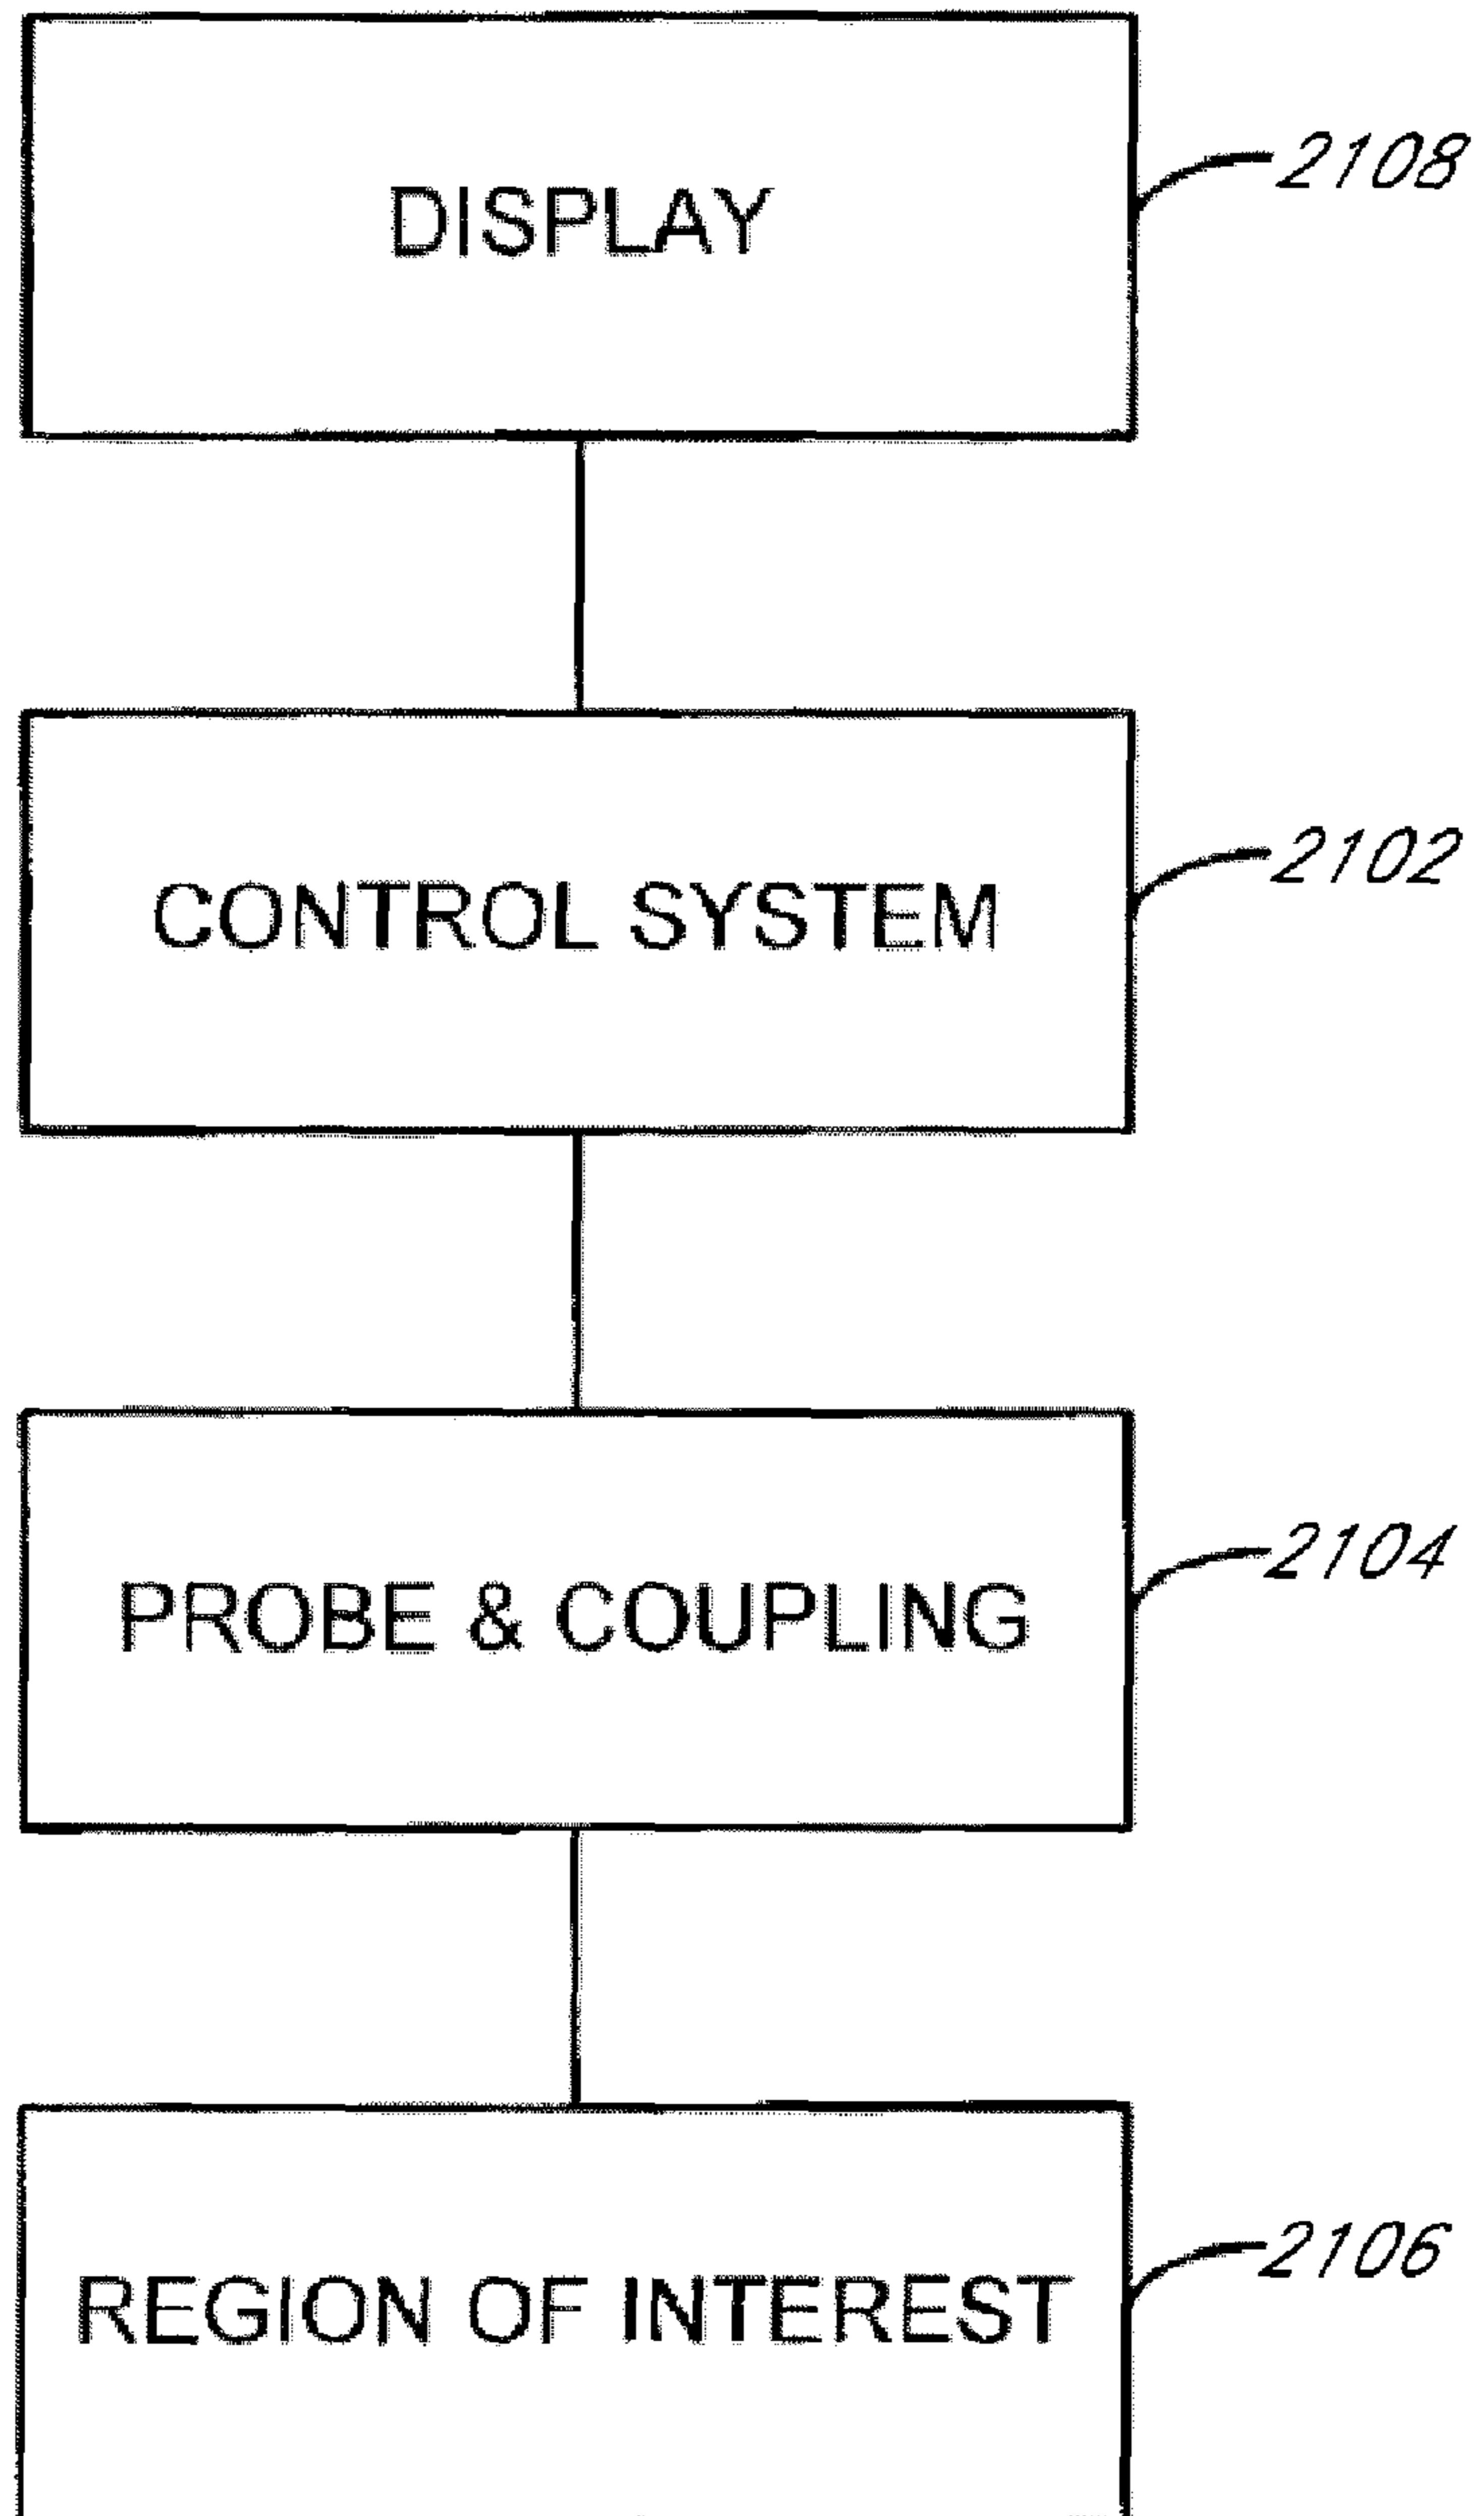 DISPLAY
2108
CONTROL SYSTEM
2102
PROBE & COUPLING
2104
REGION OF INTEREST
2106